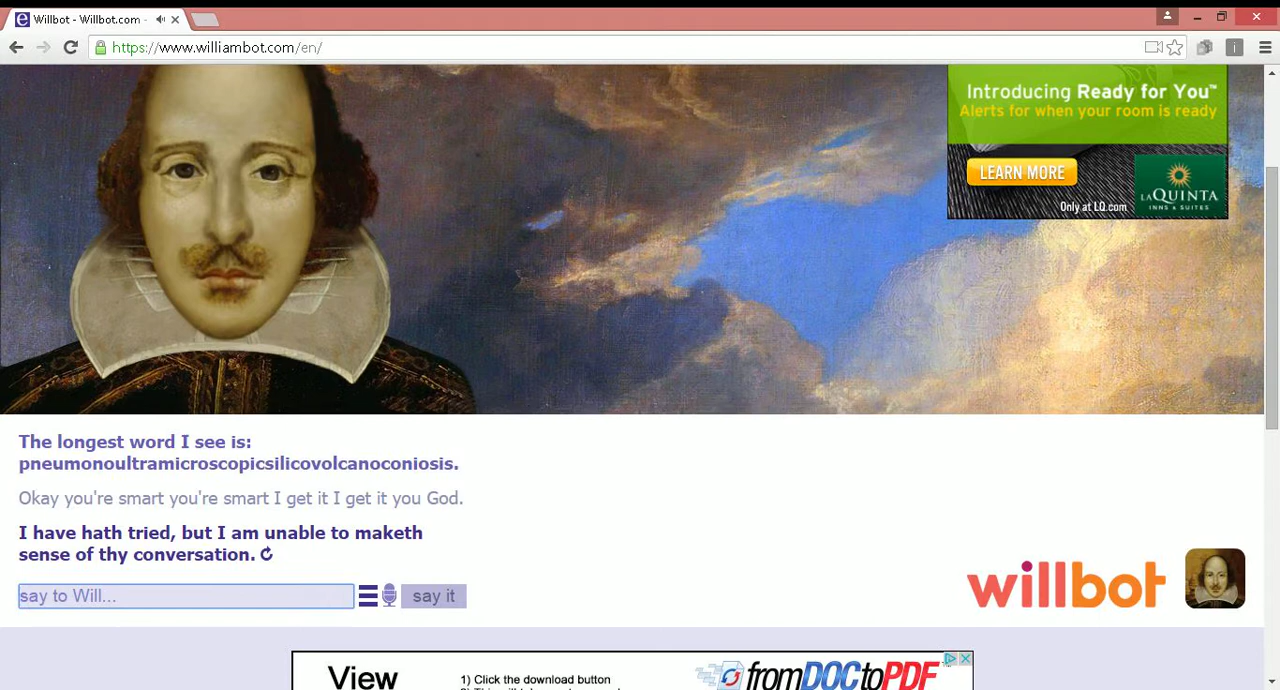 Willbot - Willbot.com -
https://www.williambot.com/en/
Introducing Ready for You™
Alerts for when your room is ready
LEARN MORE
LAQUINTA
INNS & SUITES
Only at LQ.com
The longest word I see is:
pneumonoultramicroscopicsilicovolcanoconiosis.
Okay you're smart you're smart I get it I get it you God.
I have hath tried, but I am unable to maketh
sense of thy conversation.
say to Will...
say it
willbot
View
1) Click the download button
fromDOCtoPDF